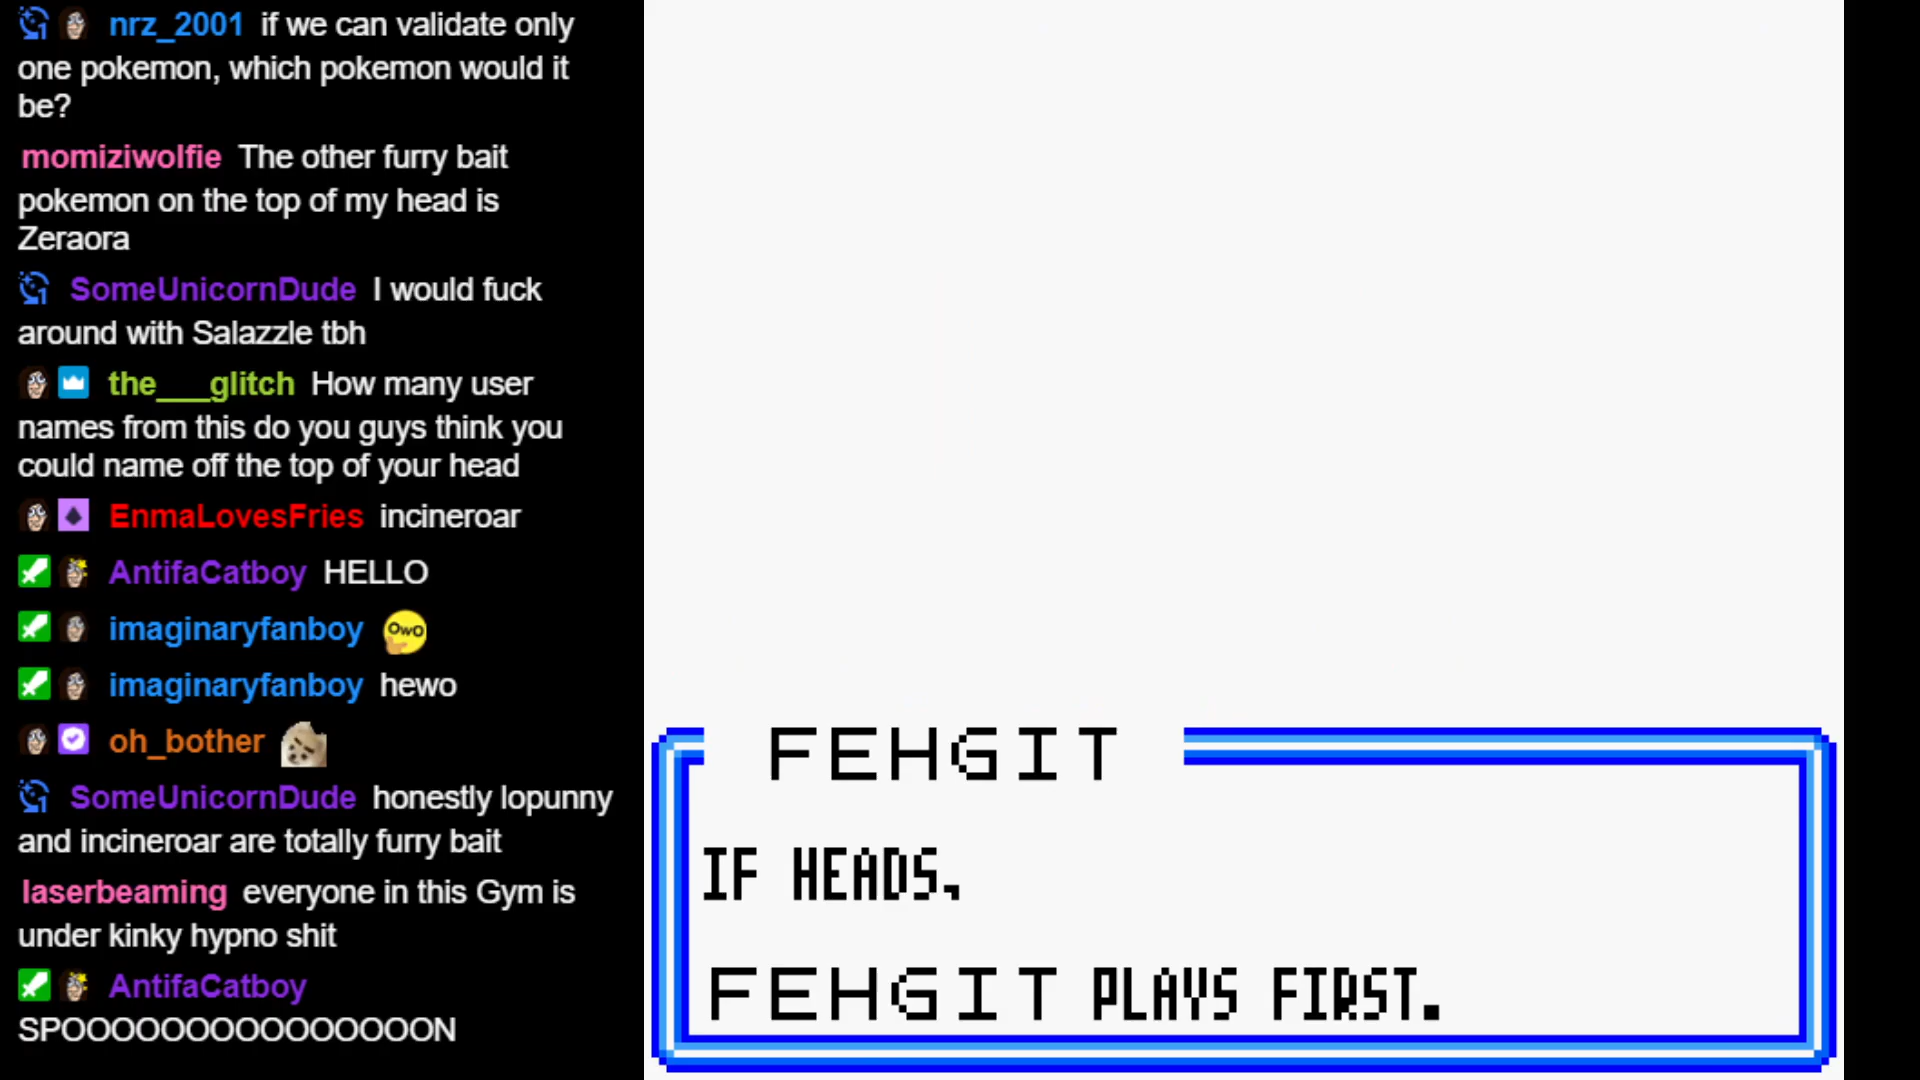 nrz_2001 if we can validate only
one pokemon, which pokemon would it
be?
momiziwolfie The other furry bait
pokemon on the top of my head is
Zeraora
SomeUnicornDude I would fuck
around with Salazzle tbh
the___glitch How many user
names from this do you guys think you
could name off the top of your head
EnmaLovesFries incineroar
AntifaCatboy HELLO
imaginaryfanboy OwO
imaginaryfanboy hewo
oh_bother
SomeUnicornDude honestly lopunny
and incineroar are totally furry bait
laserbeaming everyone in this Gym is
under kinky hypno shit
AntifaCatboy
SPOOOOOOOOOOOOOOON
FEHGIT
IF HEADS,
FEHGIT PLAYS FIRST.